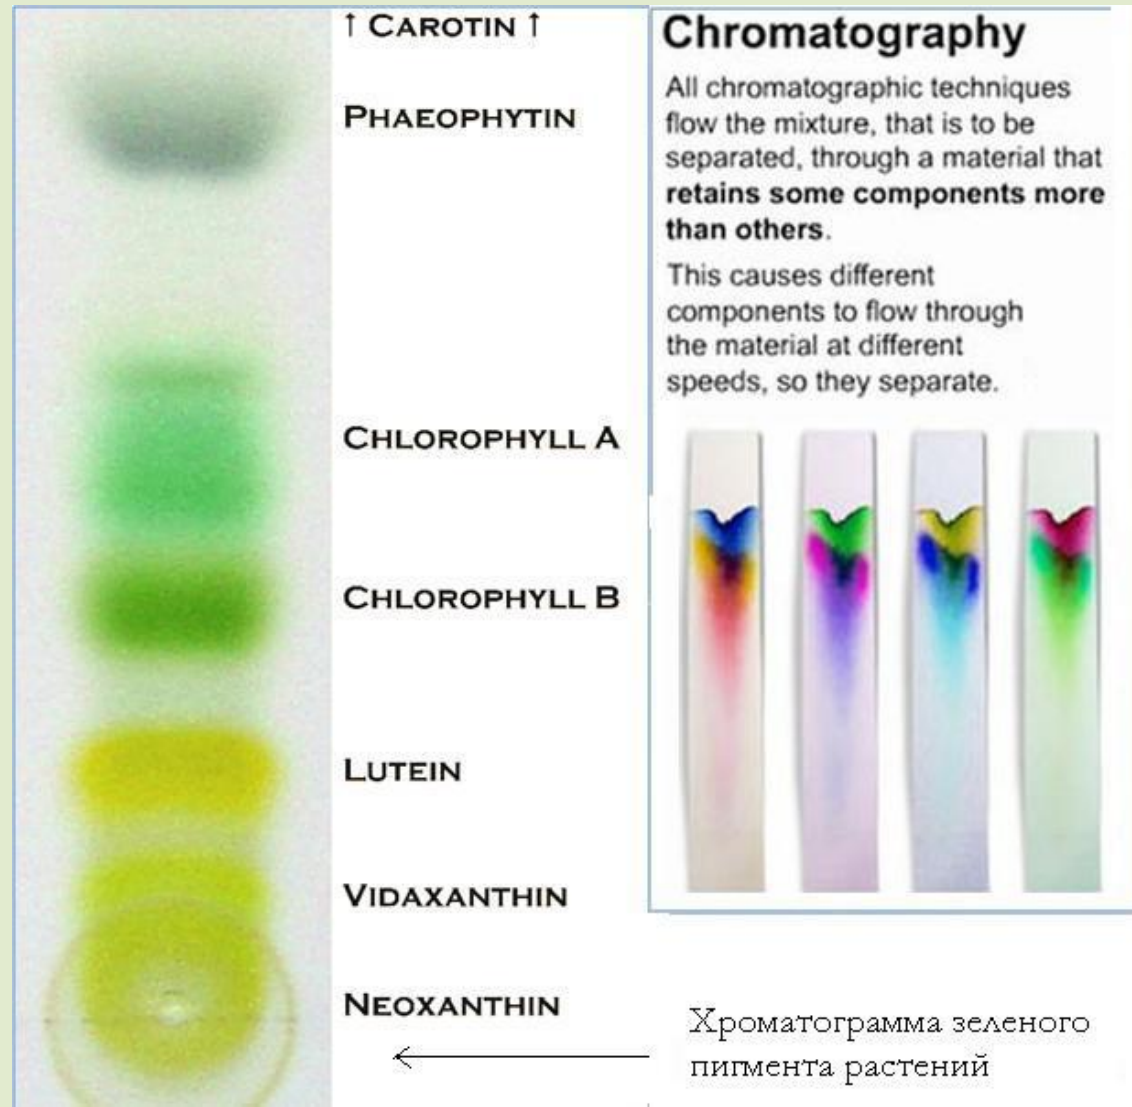 ↑ CAROTIN ↑
PHAEOPHYTIN
CHLOROPHYLL A
CHLOROPHYLL B
LUTEIN
VIDAXANTHIN
NEOXANTHIN
Chromatography
All chromatographic techniques
flow the mixture, that is to be
separated, through a material that
retains some components more
than others.
This causes different
components to flow through
the material at different
speeds, so they separate.
Хроматограмма зеленого
пигмента растений